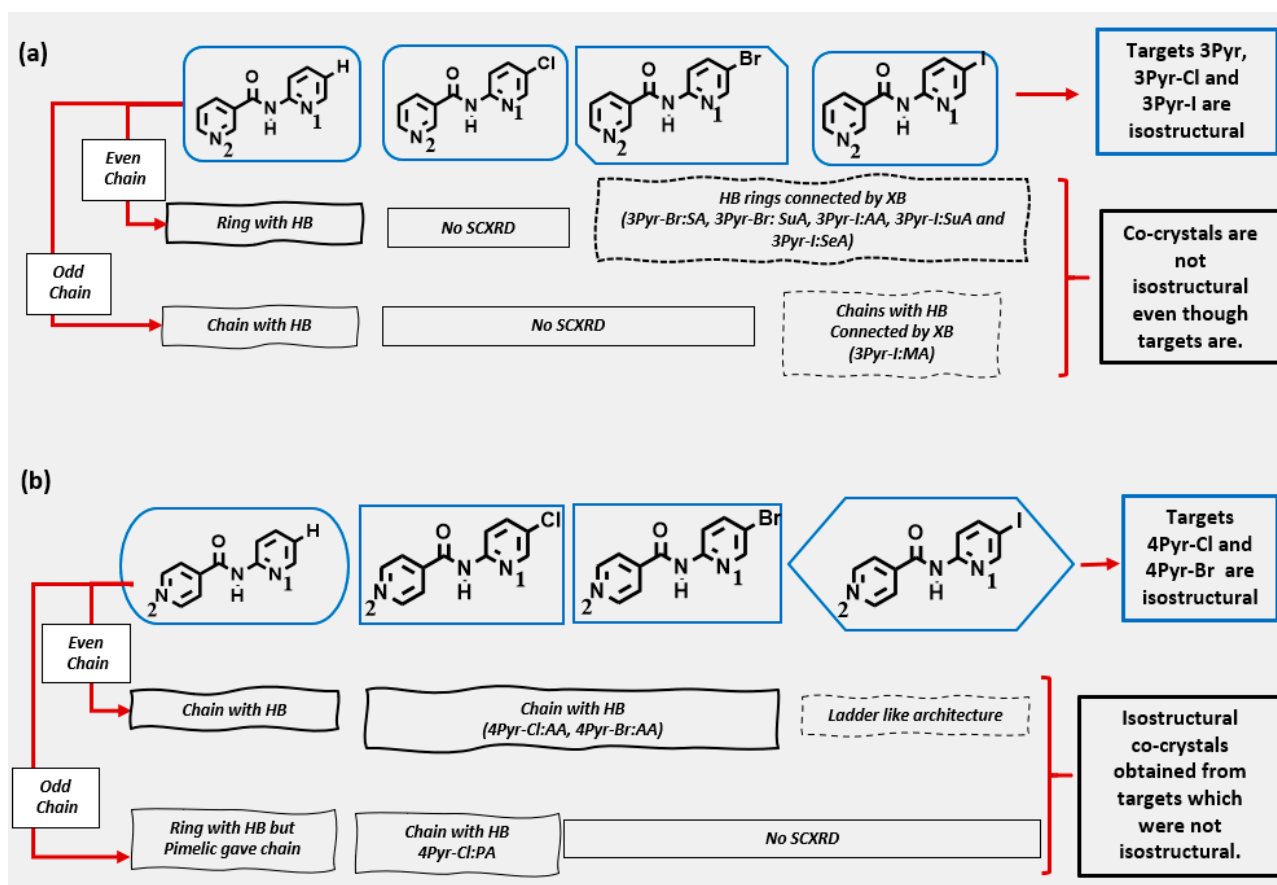 (a)
H
O
N
H
N
1
N
2
Cl
O
N
H
N
1
N
2
Br
O
N
H
N
1
N
2
I
O
N
H
N
1
N
2
Targets 3Pyr,
3Pyr-Cl and
3Pyr-I are
isostructural
Even
Chain
Ring with HB
No SCXRD
HB rings connected by XB
(3Pyr-Br:SA, 3Pyr-Br: SuA, 3Pyr-I:AA, 3Pyr-I:SuA and
3Pyr-I:SeA)
Odd
Chain
Chain with HB
No SCXRD
Chains with HB
Connected by XB
(3Pyr-I:MA)
Co-crystals are
not
isostructural
even though
targets are.
(b)
H
O
N
H
N
1
N
2
Cl
O
N
H
N
1
N
2
Br
O
N
H
N
1
N
2
I
O
N
H
N
1
N
2
Targets
4Pyr-Cl and
4Pyr-Br are
isostructural
Even
Chain
Chain with HB
Chain with HB
(4Pyr-Cl:AA, 4Pyr-Br:AA)
Ladder like architecture
Odd
Chain
Ring with HB but
Pimelic gave chain
Chain with HB
4Pyr-Cl:PA
No SCXRD
Isostructural
co-crystals
obtained from
targets which
were not
isostructural.